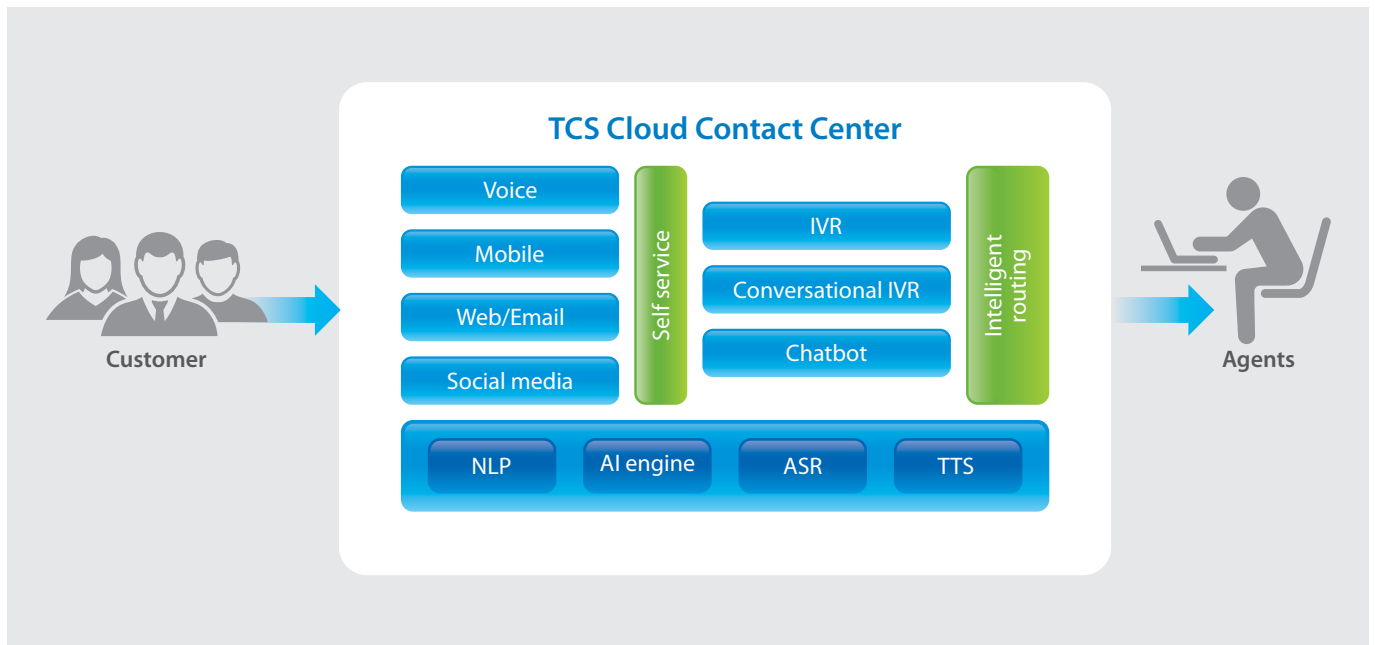 TCS Cloud Contact Center
Customer
Voice
Mobile
Web/Email
Social media
Self service
IVR
Conversational IVR
Chatbot
Intelligent
routing
NLP
AI engine
ASR
TTS
Agents